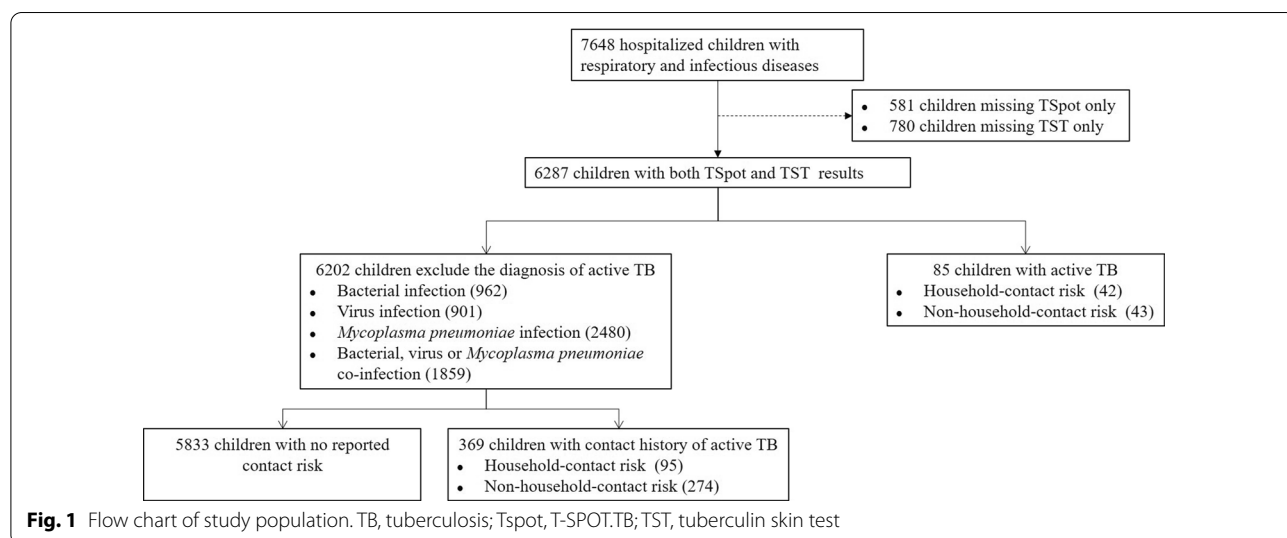 7648 hospitalized children with
respiratory and infectious diseases
• 581 children missing TSpot only
• 780 children missing TST only
6287 children with both TSpot and TST results
6202 children exclude the diagnosis of active TB
• Bacterial infection (962)
• Virus infection (901)
• Mycoplasma pneumoniae infection (2480)
• Bacterial, virus or Mycoplasma pneumoniae
co-infection (1859)
85 children with active TB
• Household-contact risk (42)
• Non-household-contact risk (43)
5833 children with no reported
contact risk
369 children with contact history of active TB
• Household-contact risk (95)
• Non-household-contact risk (274)
Fig. 1 Flow chart of study population. TB, tuberculosis; Tspot, T-SPOT.TB; TST, tuberculin skin test